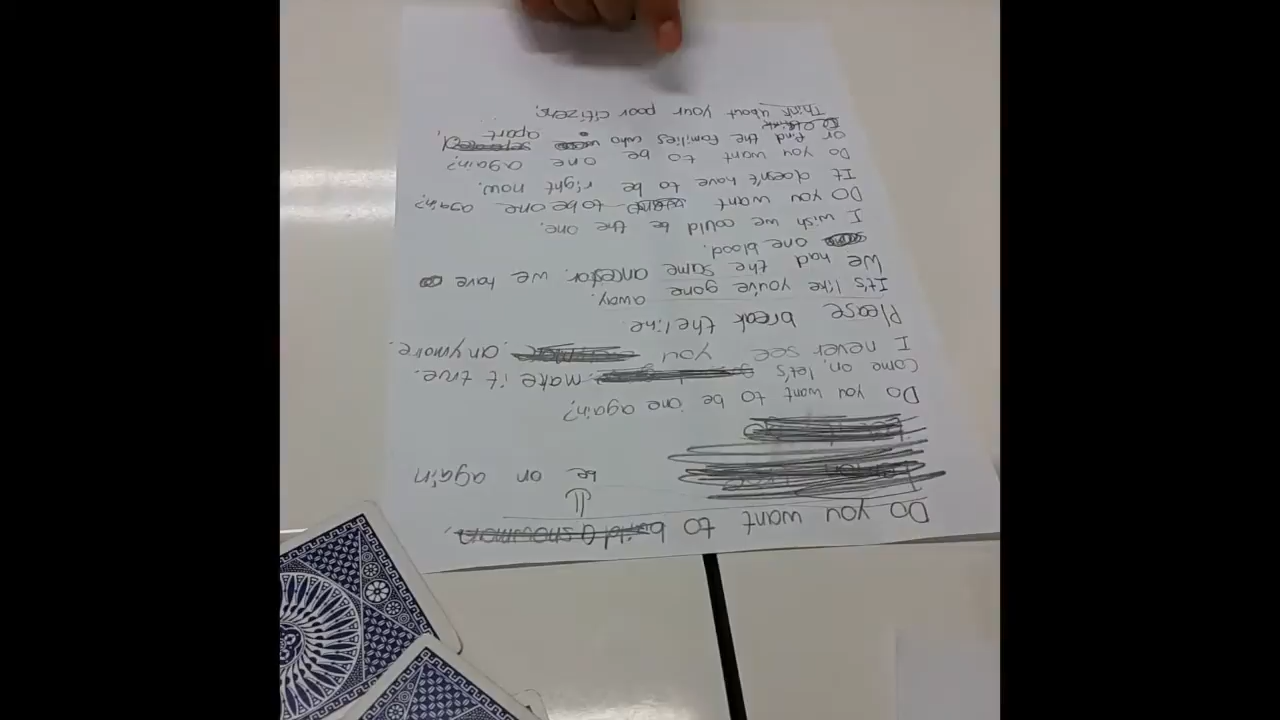 Do you want to build a snowman,
be on again
Do you want to be one again?
Come on, let's make it true.
I never see you anymore.
Please break the line.
It's like you've gone away.
We had the same ancestor. we have
one blood.
I wish we could be the one.
DO you want to be one again?
It doesn't have to be right now.
Do you want to be one again?
or find the families who apart,
Think about your poor citizens.